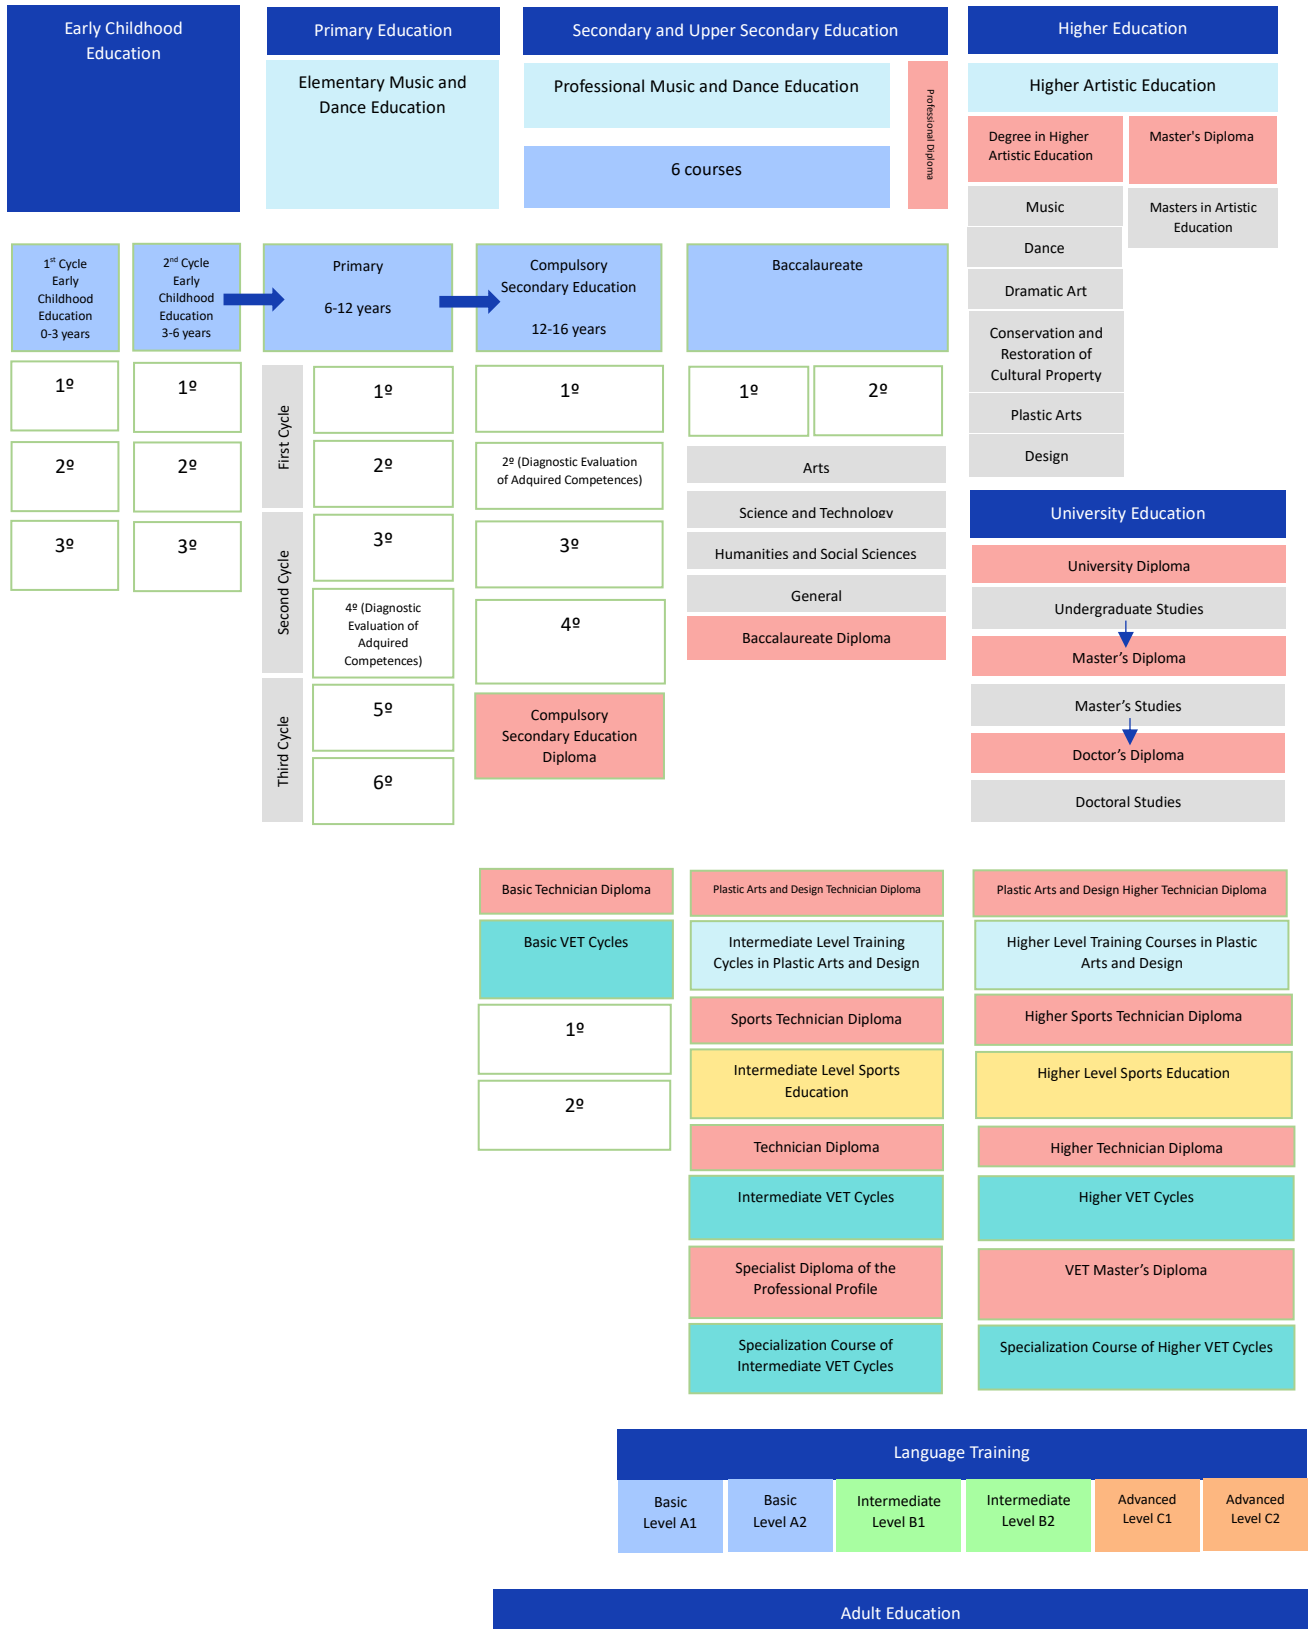 Early Childhood
Education
Primary Education
Secondary and Upper Secondary Education
Higher Education
Elementary Music and
Dance Education
Professional Music and Dance Education
6 courses
Professional Diploma
Higher Artistic Education
Degree in Higher
Artistic Education
Master's Diploma
Music
Masters in Artistic
Education
Dance
Dramatic Art
Conservation and
Restoration of
Cultural Property
Plastic Arts
Design
1st Cycle
Early
Childhood
Education
0-3 years
2nd Cycle
Early
Childhood
Education
3-6 years
Primary
6-12 years
Compulsory
Secondary Education
12-16 years
Baccalaureate
1º
2º
3º
1º
2º
3º
First Cycle
Second Cycle
Third Cycle
1º
2º
3º
4º (Diagnostic
Evaluation of
Adquired
Competences)
5º
6º
1º
2º (Diagnostic Evaluation
of Adquired Competences)
3º
4º
Compulsory
Secondary Education
Diploma
1º
2º
Arts
Science and Technology
Humanities and Social Sciences
General
Baccalaureate Diploma
University Education
University Diploma
Undergraduate Studies
Master’s Diploma
Master’s Studies
Doctor’s Diploma
Doctoral Studies
Basic Technician Diploma
Basic VET Cycles
1º
2º
Plastic Arts and Design Technician Diploma
Intermediate Level Training
Cycles in Plastic Arts and Design
Sports Technician Diploma
Intermediate Level Sports
Education
Technician Diploma
Intermediate VET Cycles
Specialist Diploma of the
Professional Profile
Specialization Course of
Intermediate VET Cycles
Plastic Arts and Design Higher Technician Diploma
Higher Level Training Courses in Plastic
Arts and Design
Higher Sports Technician Diploma
Higher Level Sports Education
Higher Technician Diploma
Higher VET Cycles
VET Master’s Diploma
Specialization Course of Higher VET Cycles
Language Training
Basic
Level A1
Basic
Level A2
Intermediate
Level B1
Intermediate
Level B2
Advanced
Level C1
Advanced
Level C2
Adult Education